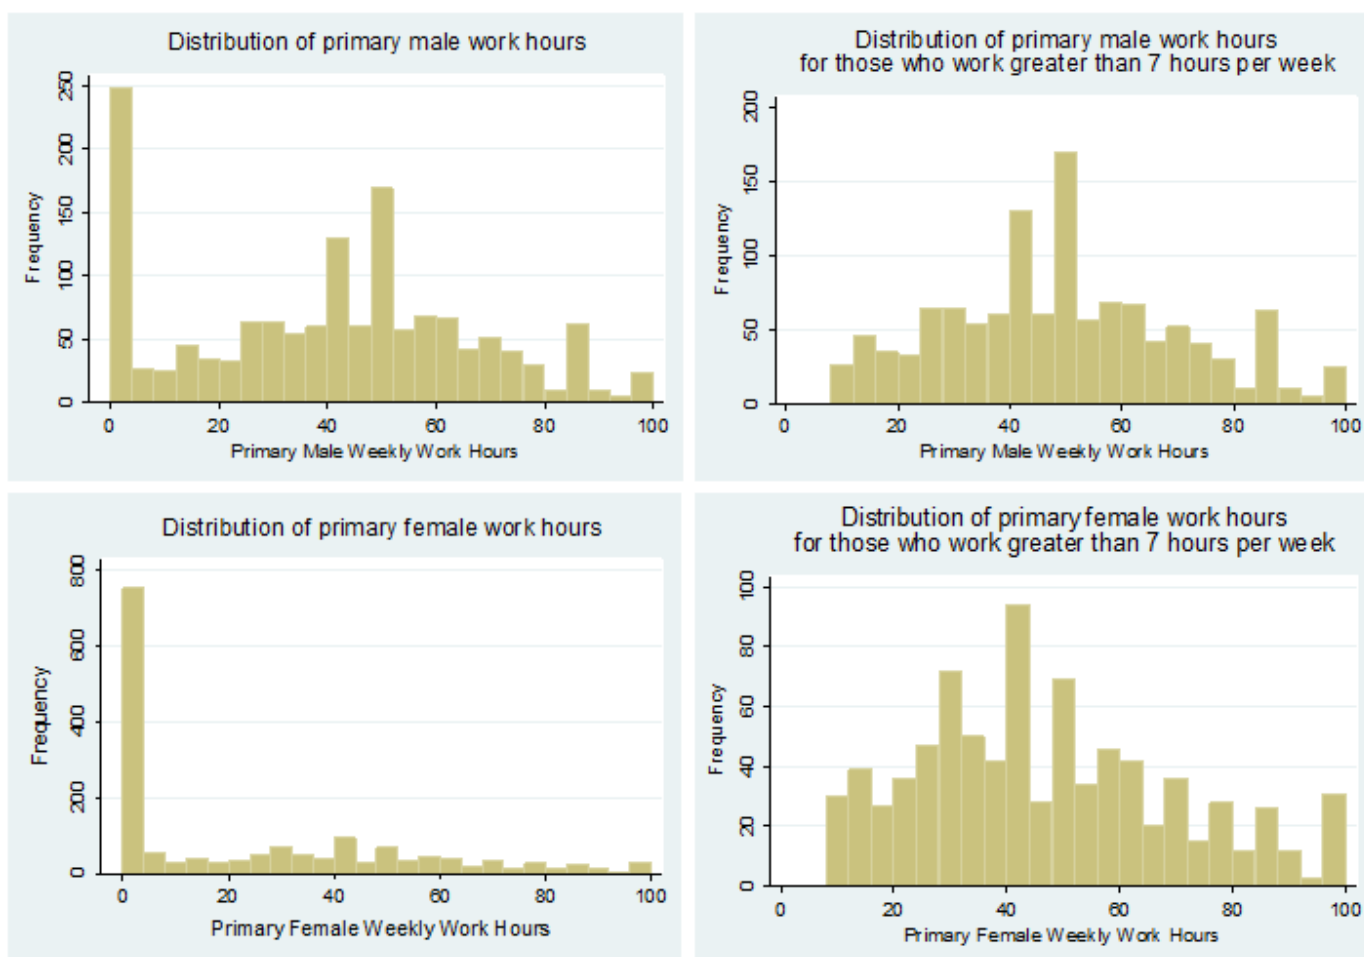 Distribution of primary male work hours
Frequency
250
200
150
100
50
0
0 20 40 60 80 100
Primary Male Weekly Work Hours
Distribution of primary male work hours
for those who work greater than 7 hours per week
Frequency
200
150
100
50
0
0 20 40 60 80 100
Primary Male Weekly Work Hours
Distribution of primary female work hours
Frequency
800
600
400
200
0
0 20 40 60 80 100
Primary Female Weekly Work Hours
Distribution of primary female work hours
for those who work greater than 7 hours per week
Frequency
100
80
60
40
20
0
0 20 40 60 80 100
Primary Female Weekly Work Hours